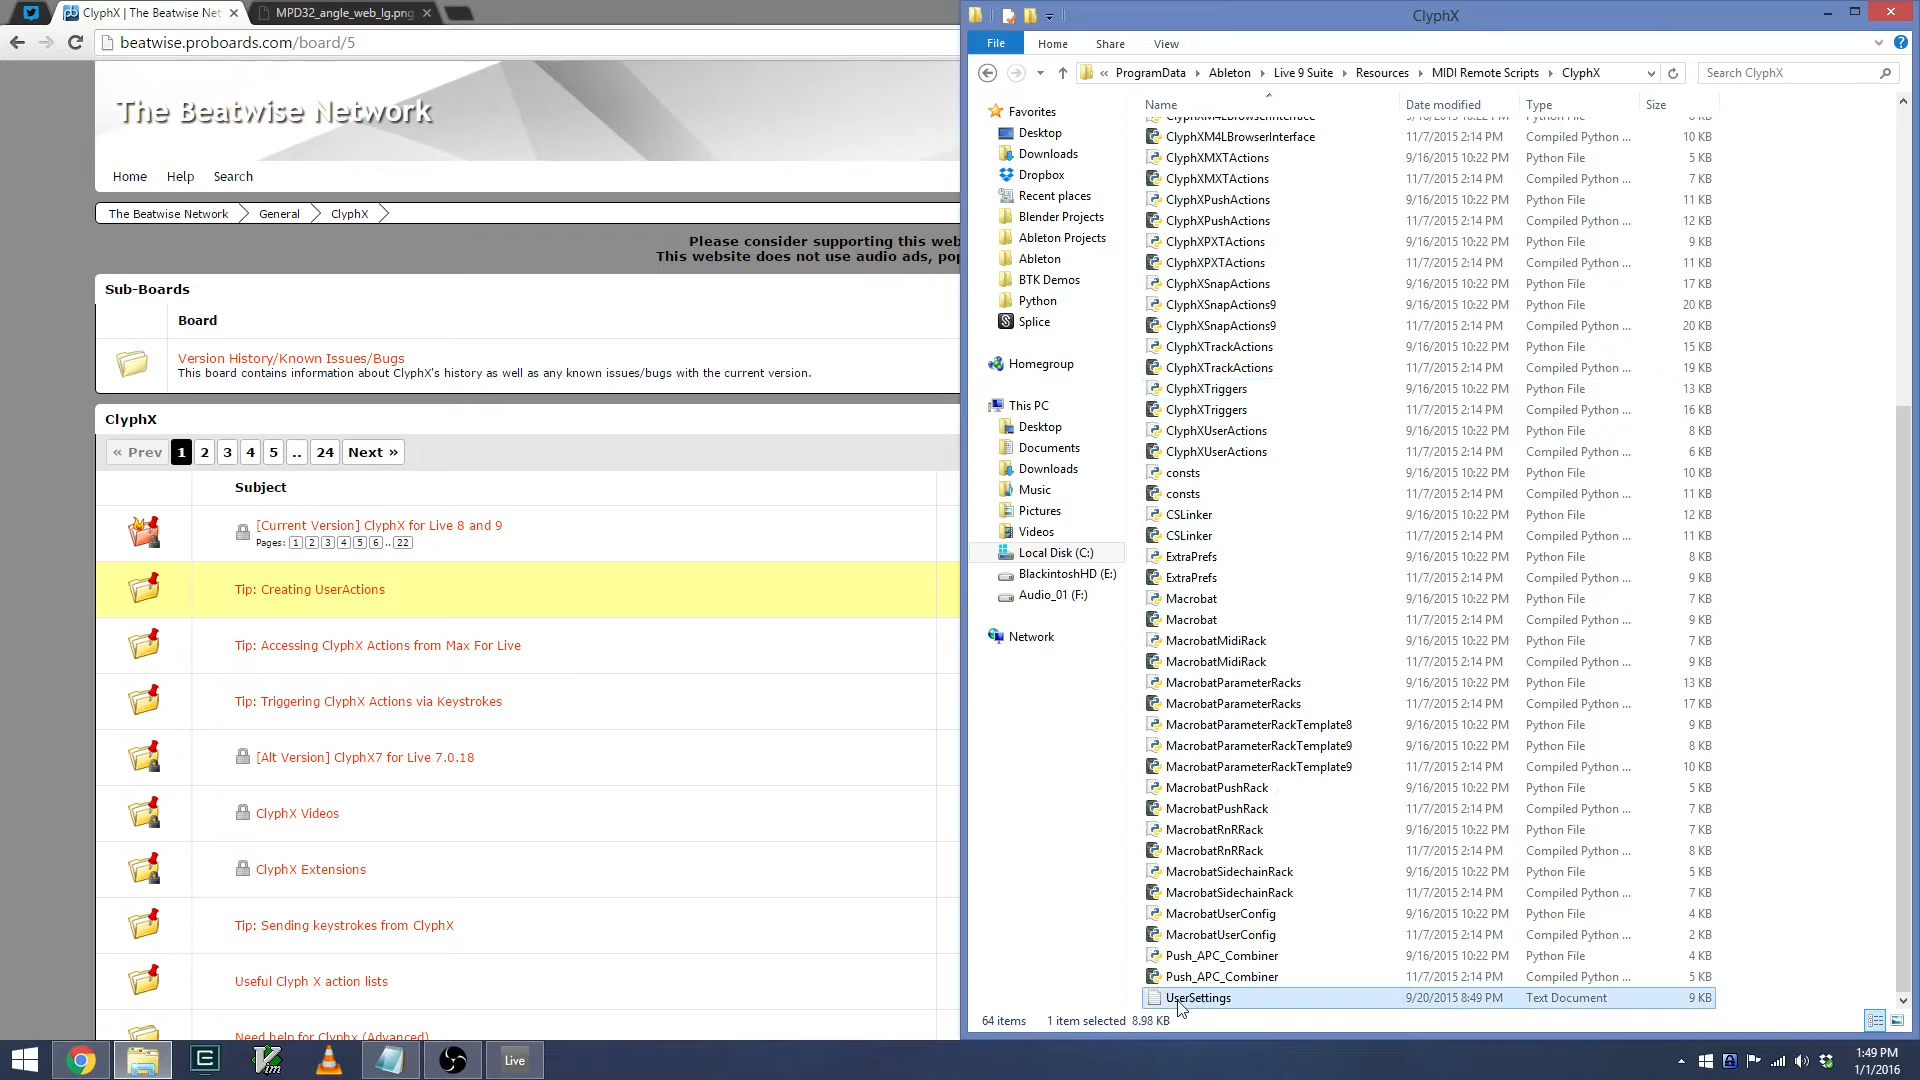 ClyphX | The Beatwise Net
MPD32_angle_web_lg.png
beatwise.proboards.com/board/5
The Beatwise Network
Home Help Search
The Beatwise Network General ClyphX
Please consider supporting this web
This website does not use audio ads, pop
Sub-Boards
Board
Version History/Known Issues/Bugs
This board contains information about ClyphX's history as well as any known issues/bugs with the current version.
ClyphX
« Prev 1 2 3 4 5 .. 24 Next »
Subject
[Current Version] ClyphX for Live 8 and 9
Pages: 1 2 3 4 5 6 .. 22
Tip: Creating UserActions
Tip: Accessing ClyphX Actions from Max For Live
Tip: Triggering ClyphX Actions via Keystrokes
[Alt Version] ClyphX7 for Live 7.0.18
ClyphX Videos
ClyphX Extensions
Tip: Sending keystrokes from ClyphX
Useful Clyph X action lists
Need help for Clyphx (Advanced)
ClyphX
File Home Share View
« ProgramData Ableton Live 9 Suite Resources MIDI Remote Scripts ClyphX
Search ClyphX
Favorites
Desktop
Downloads
Dropbox
Recent places
Blender Projects
Ableton Projects
Ableton
BTK Demos
Python
Splice
Homegroup
This PC
Desktop
Documents
Downloads
Music
Pictures
Videos
Local Disk (C:)
BlackintoshHD (E:)
Audio_01 (F:)
Network
Name Date modified Type Size
ClyphXM4LBrowserInterface 9/16/2015 10:22 PM Python File
ClyphXM4LBrowserInterface 11/7/2015 2:14 PM Compiled Python ... 10 KB
ClyphXMXTActions 9/16/2015 10:22 PM Python File 5 KB
ClyphXMXTActions 11/7/2015 2:14 PM Compiled Python ... 7 KB
ClyphXPushActions 9/16/2015 10:22 PM Python File 11 KB
ClyphXPushActions 11/7/2015 2:14 PM Compiled Python ... 12 KB
ClyphXPXTActions 9/16/2015 10:22 PM Python File 9 KB
ClyphXPXTActions 11/7/2015 2:14 PM Compiled Python ... 11 KB
ClyphXSnapActions 9/16/2015 10:22 PM Python File 17 KB
ClyphXSnapActions9 9/16/2015 10:22 PM Python File 20 KB
ClyphXSnapActions9 11/7/2015 2:14 PM Compiled Python ... 20 KB
ClyphXTrackActions 9/16/2015 10:22 PM Python File 15 KB
ClyphXTrackActions 11/7/2015 2:14 PM Compiled Python ... 19 KB
ClyphXTriggers 9/16/2015 10:22 PM Python File 13 KB
ClyphXTriggers 11/7/2015 2:14 PM Compiled Python ... 16 KB
ClyphXUserActions 9/16/2015 10:22 PM Python File 8 KB
ClyphXUserActions 11/7/2015 2:14 PM Compiled Python ... 6 KB
consts 9/16/2015 10:22 PM Python File 10 KB
consts 11/7/2015 2:14 PM Compiled Python ... 11 KB
CSLinker 9/16/2015 10:22 PM Python File 12 KB
CSLinker 11/7/2015 2:14 PM Compiled Python ... 11 KB
ExtraPrefs 9/16/2015 10:22 PM Python File 8 KB
ExtraPrefs 11/7/2015 2:14 PM Compiled Python ... 9 KB
Macrobat 9/16/2015 10:22 PM Python File 7 KB
Macrobat 11/7/2015 2:14 PM Compiled Python ... 7 KB
MacrobatMidiRack 9/16/2015 10:22 PM Python File 7 KB
MacrobatMidiRack 11/7/2015 2:14 PM Compiled Python ... 9 KB
MacrobatParameterRacks 9/16/2015 10:22 PM Python File 13 KB
MacrobatParameterRacks 11/7/2015 2:14 PM Compiled Python ... 17 KB
MacrobatParameterRackTemplate8 9/16/2015 10:22 PM Python File 9 KB
MacrobatParameterRackTemplate9 9/16/2015 10:22 PM Python File 8 KB
MacrobatParameterRackTemplate9 11/7/2015 2:14 PM Compiled Python ... 10 KB
MacrobatPushRack 9/16/2015 10:22 PM Python File 5 KB
MacrobatPushRack 11/7/2015 2:14 PM Compiled Python ... 7 KB
MacrobatRnRRack 9/16/2015 10:22 PM Python File 7 KB
MacrobatRnRRack 11/7/2015 2:14 PM Compiled Python ... 8 KB
MacrobatSidechainRack 9/16/2015 10:22 PM Python File 5 KB
MacrobatSidechainRack 11/7/2015 2:14 PM Compiled Python ... 7 KB
MacrobatUserConfig 9/16/2015 10:22 PM Python File 4 KB
MacrobatUserConfig 11/7/2015 2:14 PM Compiled Python ... 2 KB
Push_APC_Combiner 9/16/2015 10:22 PM Python File 4 KB
Push_APC_Combiner 11/7/2015 2:14 PM Compiled Python ... 5 KB
UserSettings 9/20/2015 8:49 PM Text Document 9 KB
64 items 1 item selected 8.98 KB
Live
1:49 PM
1/1/2016